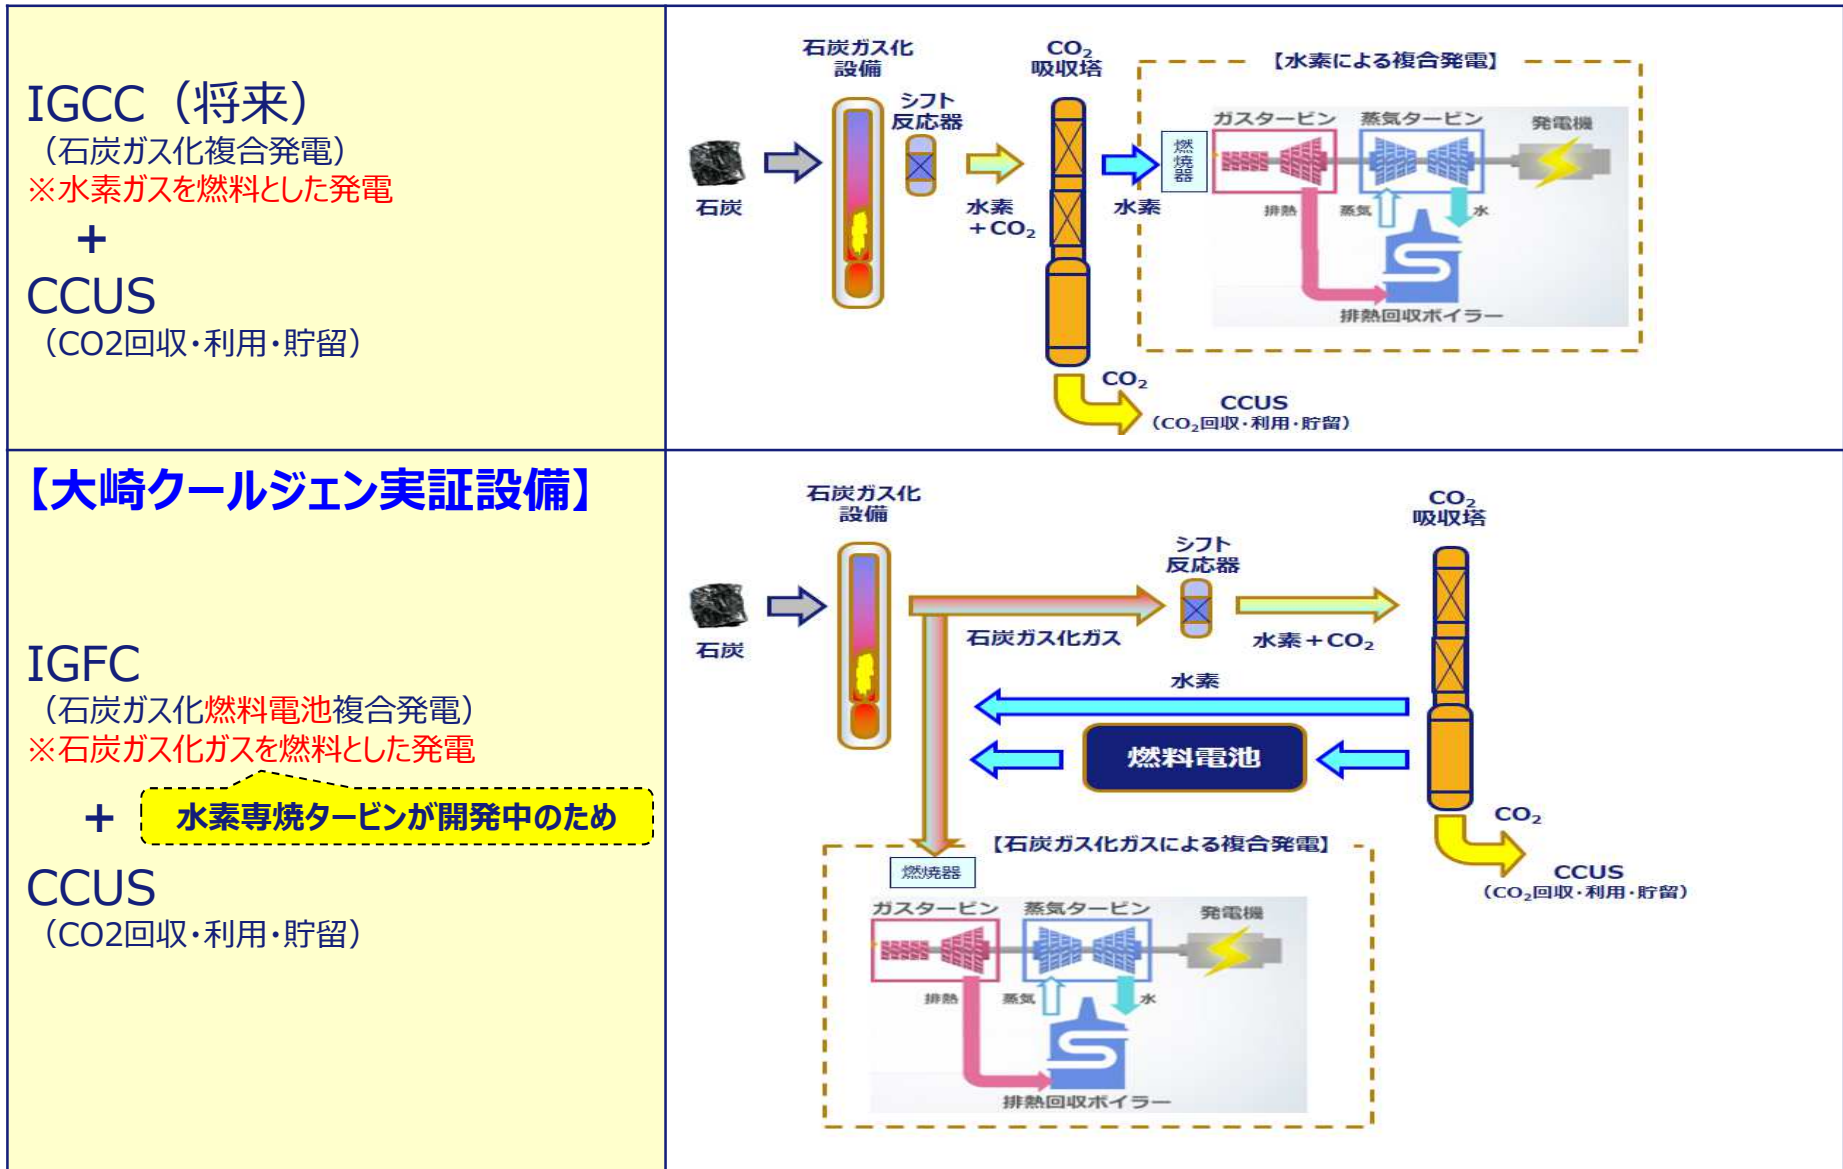 IGCC（将来）
（石炭ガス化複合発電）
※水素ガスを燃料とした発電
+
CCUS
（CO2回収・利用・貯留）
石炭ガス化
設備
シフト
反応器
CO₂
吸収塔
【水素による複合発電】
石炭
水素
+CO₂
水素
燃焼器
ガスタービン
蒸気タービン
発電機
排熱
蒸気
水
排熱回収ボイラー
CO₂
CCUS
（CO₂回収・利用・貯留）
【大崎クールジェン実証設備】
IGFC
（石炭ガス化燃料電池複合発電）
※石炭ガス化ガスを燃料とした発電
+
水素専焼タービンが開発中のため
CCUS
（CO2回収・利用・貯留）
石炭ガス化
設備
シフト
反応器
CO₂
吸収塔
石炭
石炭ガス化ガス
水素+CO₂
水素
燃料電池
CO₂
CCUS
（CO₂回収・利用・貯留）
【石炭ガス化ガスによる複合発電】
燃焼器
ガスタービン
蒸気タービン
発電機
排熱
蒸気
水
排熱回収ボイラー